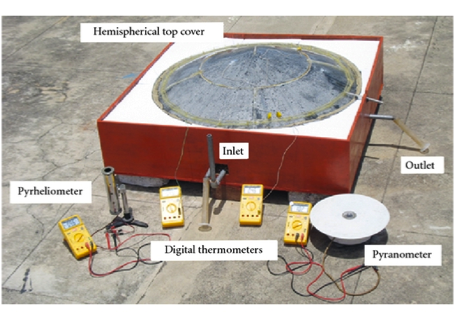 Hemispherical top cover
Inlet
Outlet
Pyrheliometer
Digital thermometers
Pyranometer